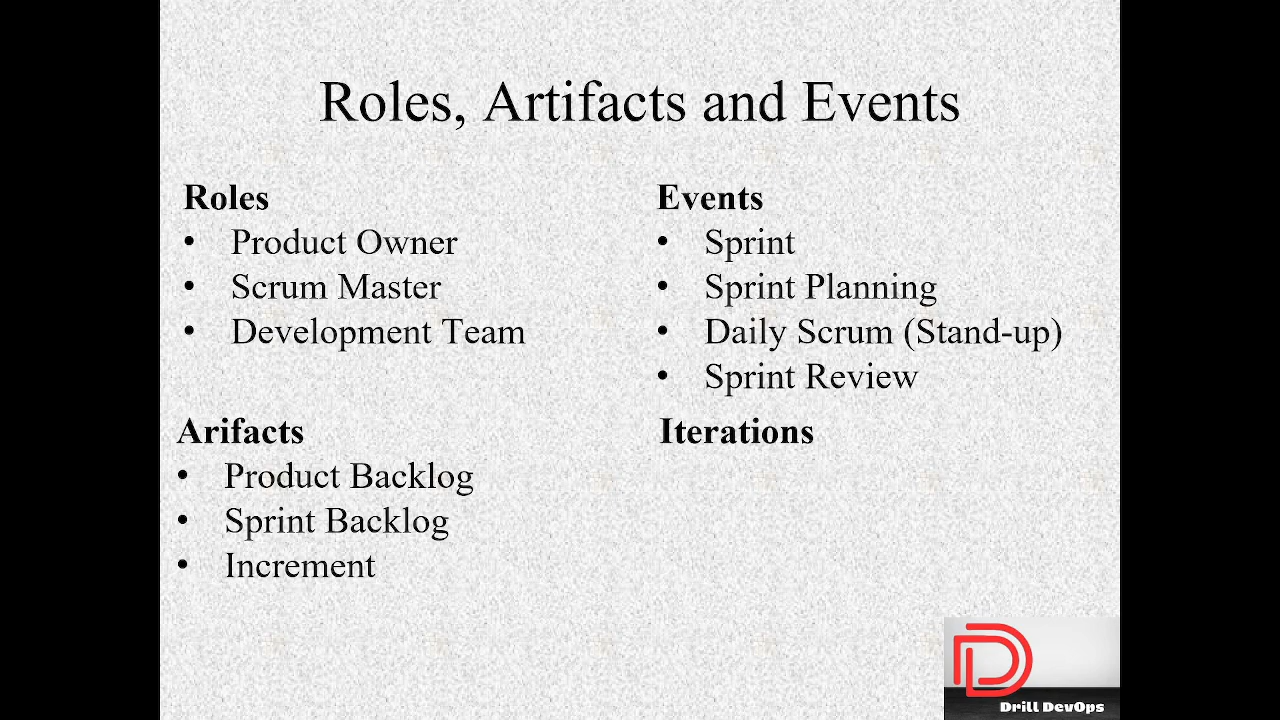 Roles, Artifacts and Events
Roles
• Product Owner
• Scrum Master
• Development Team
Events
• Sprint
• Sprint Planning
• Daily Scrum (Stand-up)
• Sprint Review
Arifacts
• Product Backlog
• Sprint Backlog
• Increment
Iterations
Drill DevOps